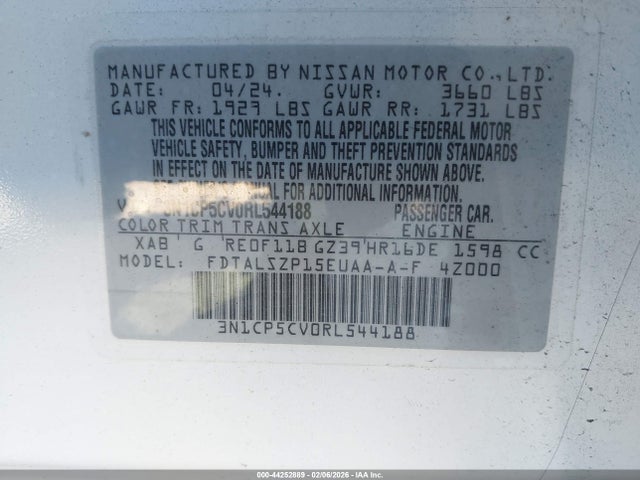 MANUFACTURED BY NISSAN MOTOR CO., LTD.
DATE: 04/24. GVWR: 3660 LBS
GAWR FR: 1929 LBS GAWR RR: 1731 LBS
THIS VEHICLE CONFORMS TO ALL APPLICABLE FEDERAL MOTOR
VEHICLE SAFETY, BUMPER AND THEFT PREVENTION STANDARDS
IN EFFECT ON THE DATE OF MANUFACTURE SHOWN ABOVE.
FOR ADDITIONAL INFORMATION.
3N1CP5CV0RL544188 PASSENGER CAR.
COLOR TRIM TRANS AXLE ENGINE
XAB G RE0F11B GZ39 HR16DE 1598 CC
MODEL: FDTALSZP15EUAA-A-F 4Z000
3N1CP5CV0RL544188
000-44252889 - 02/06/2026 - IAA Inc.